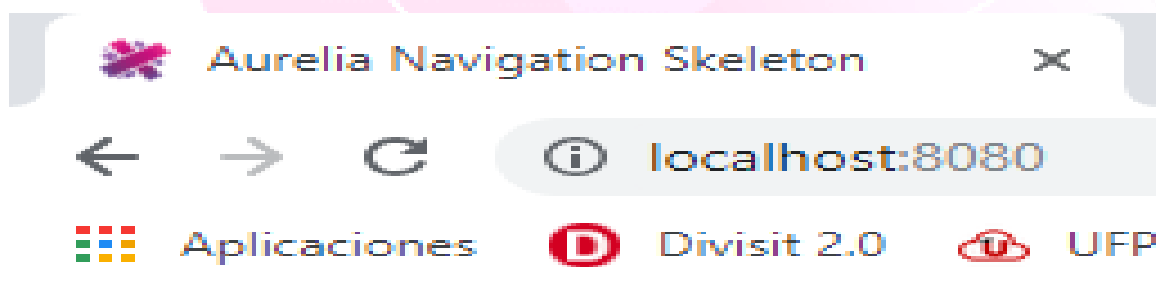 Aurelia Navigation Skeleton
localhost:8080
Aplicaciones D Divisit 2.0 U UFP